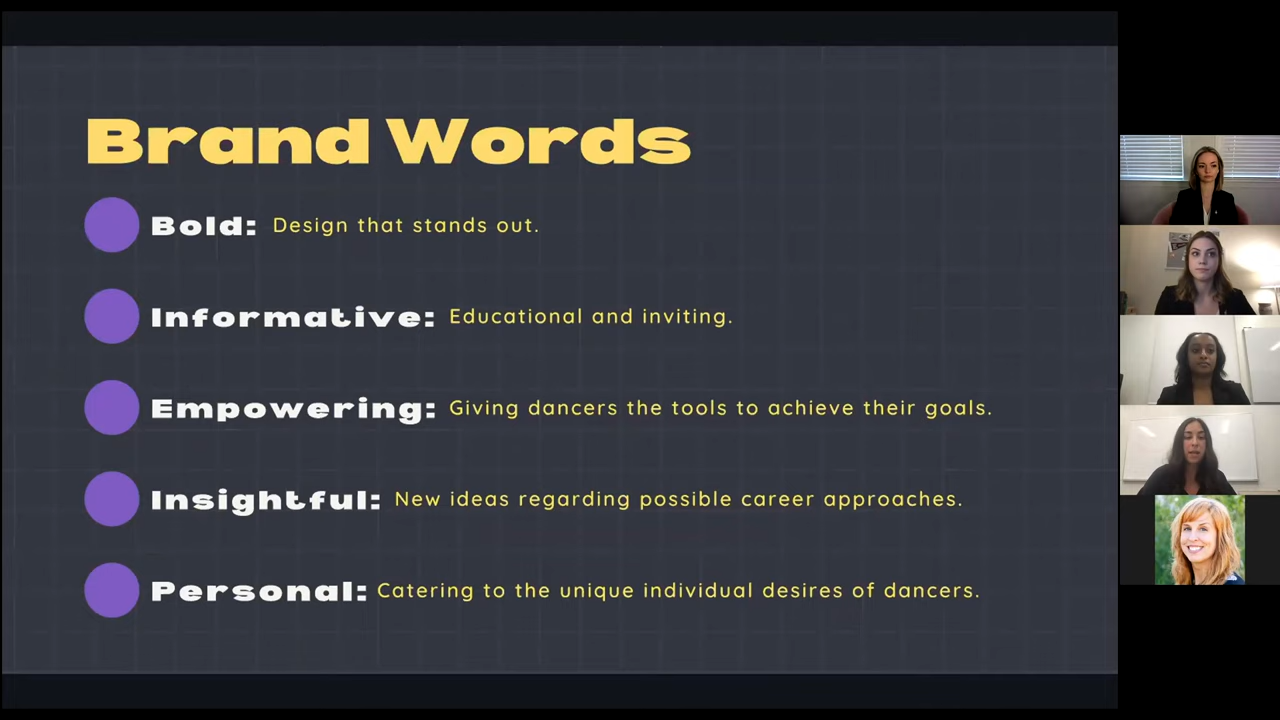 Brand Words
Bold: Design that stands out.
Informative: Educational and inviting.
Empowering: Giving dancers the tools to achieve their goals.
Insightful: New ideas regarding possible career approaches.
Personal: Catering to the unique individual desires of dancers.